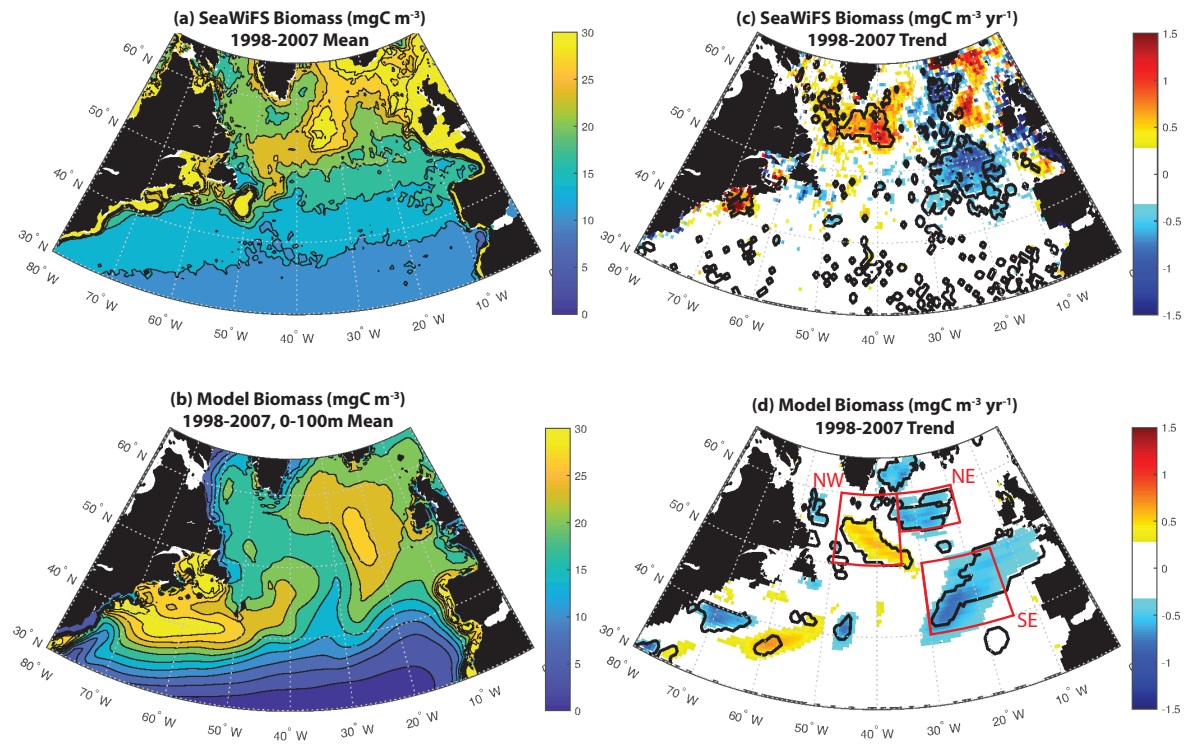 (a) SeaWiFS Biomass (mgC m⁻³)
1998-2007 Mean
60° N
50° N
40° N
30° N
80° W
70° W
60° W
50° W
40° W
30° W
20° W
10° W
30
25
20
15
10
5
0
(c) SeaWiFS Biomass (mgC m⁻³ yr⁻¹)
1998-2007 Trend
60° N
50° N
40° N
30° N
80° W
70° W
60° W
50° W
40° W
30° W
20° W
10° W
1.5
1
0.5
0
-0.5
-1
-1.5
(b) Model Biomass (mgC m⁻³)
1998-2007, 0-100m Mean
60° N
50° N
40° N
30° N
80° W
70° W
60° W
50° W
40° W
30° W
20° W
10° W
30
25
20
15
10
5
0
(d) Model Biomass (mgC m⁻³ yr⁻¹)
1998-2007 Trend
NW
NE
SE
60° N
50° N
40° N
30° N
80° W
70° W
60° W
50° W
40° W
30° W
20° W
10° W
1.5
1
0.5
0
-0.5
-1
-1.5